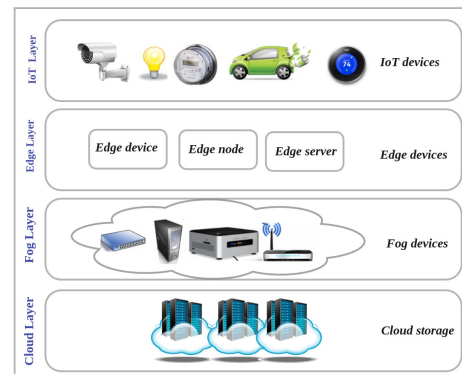 IoT Layer
74
IoT devices
Edge Layer
Edge device
Edge node
Edge server
Edge devices
Fog Layer
Fog devices
Cloud Layer
Cloud storage